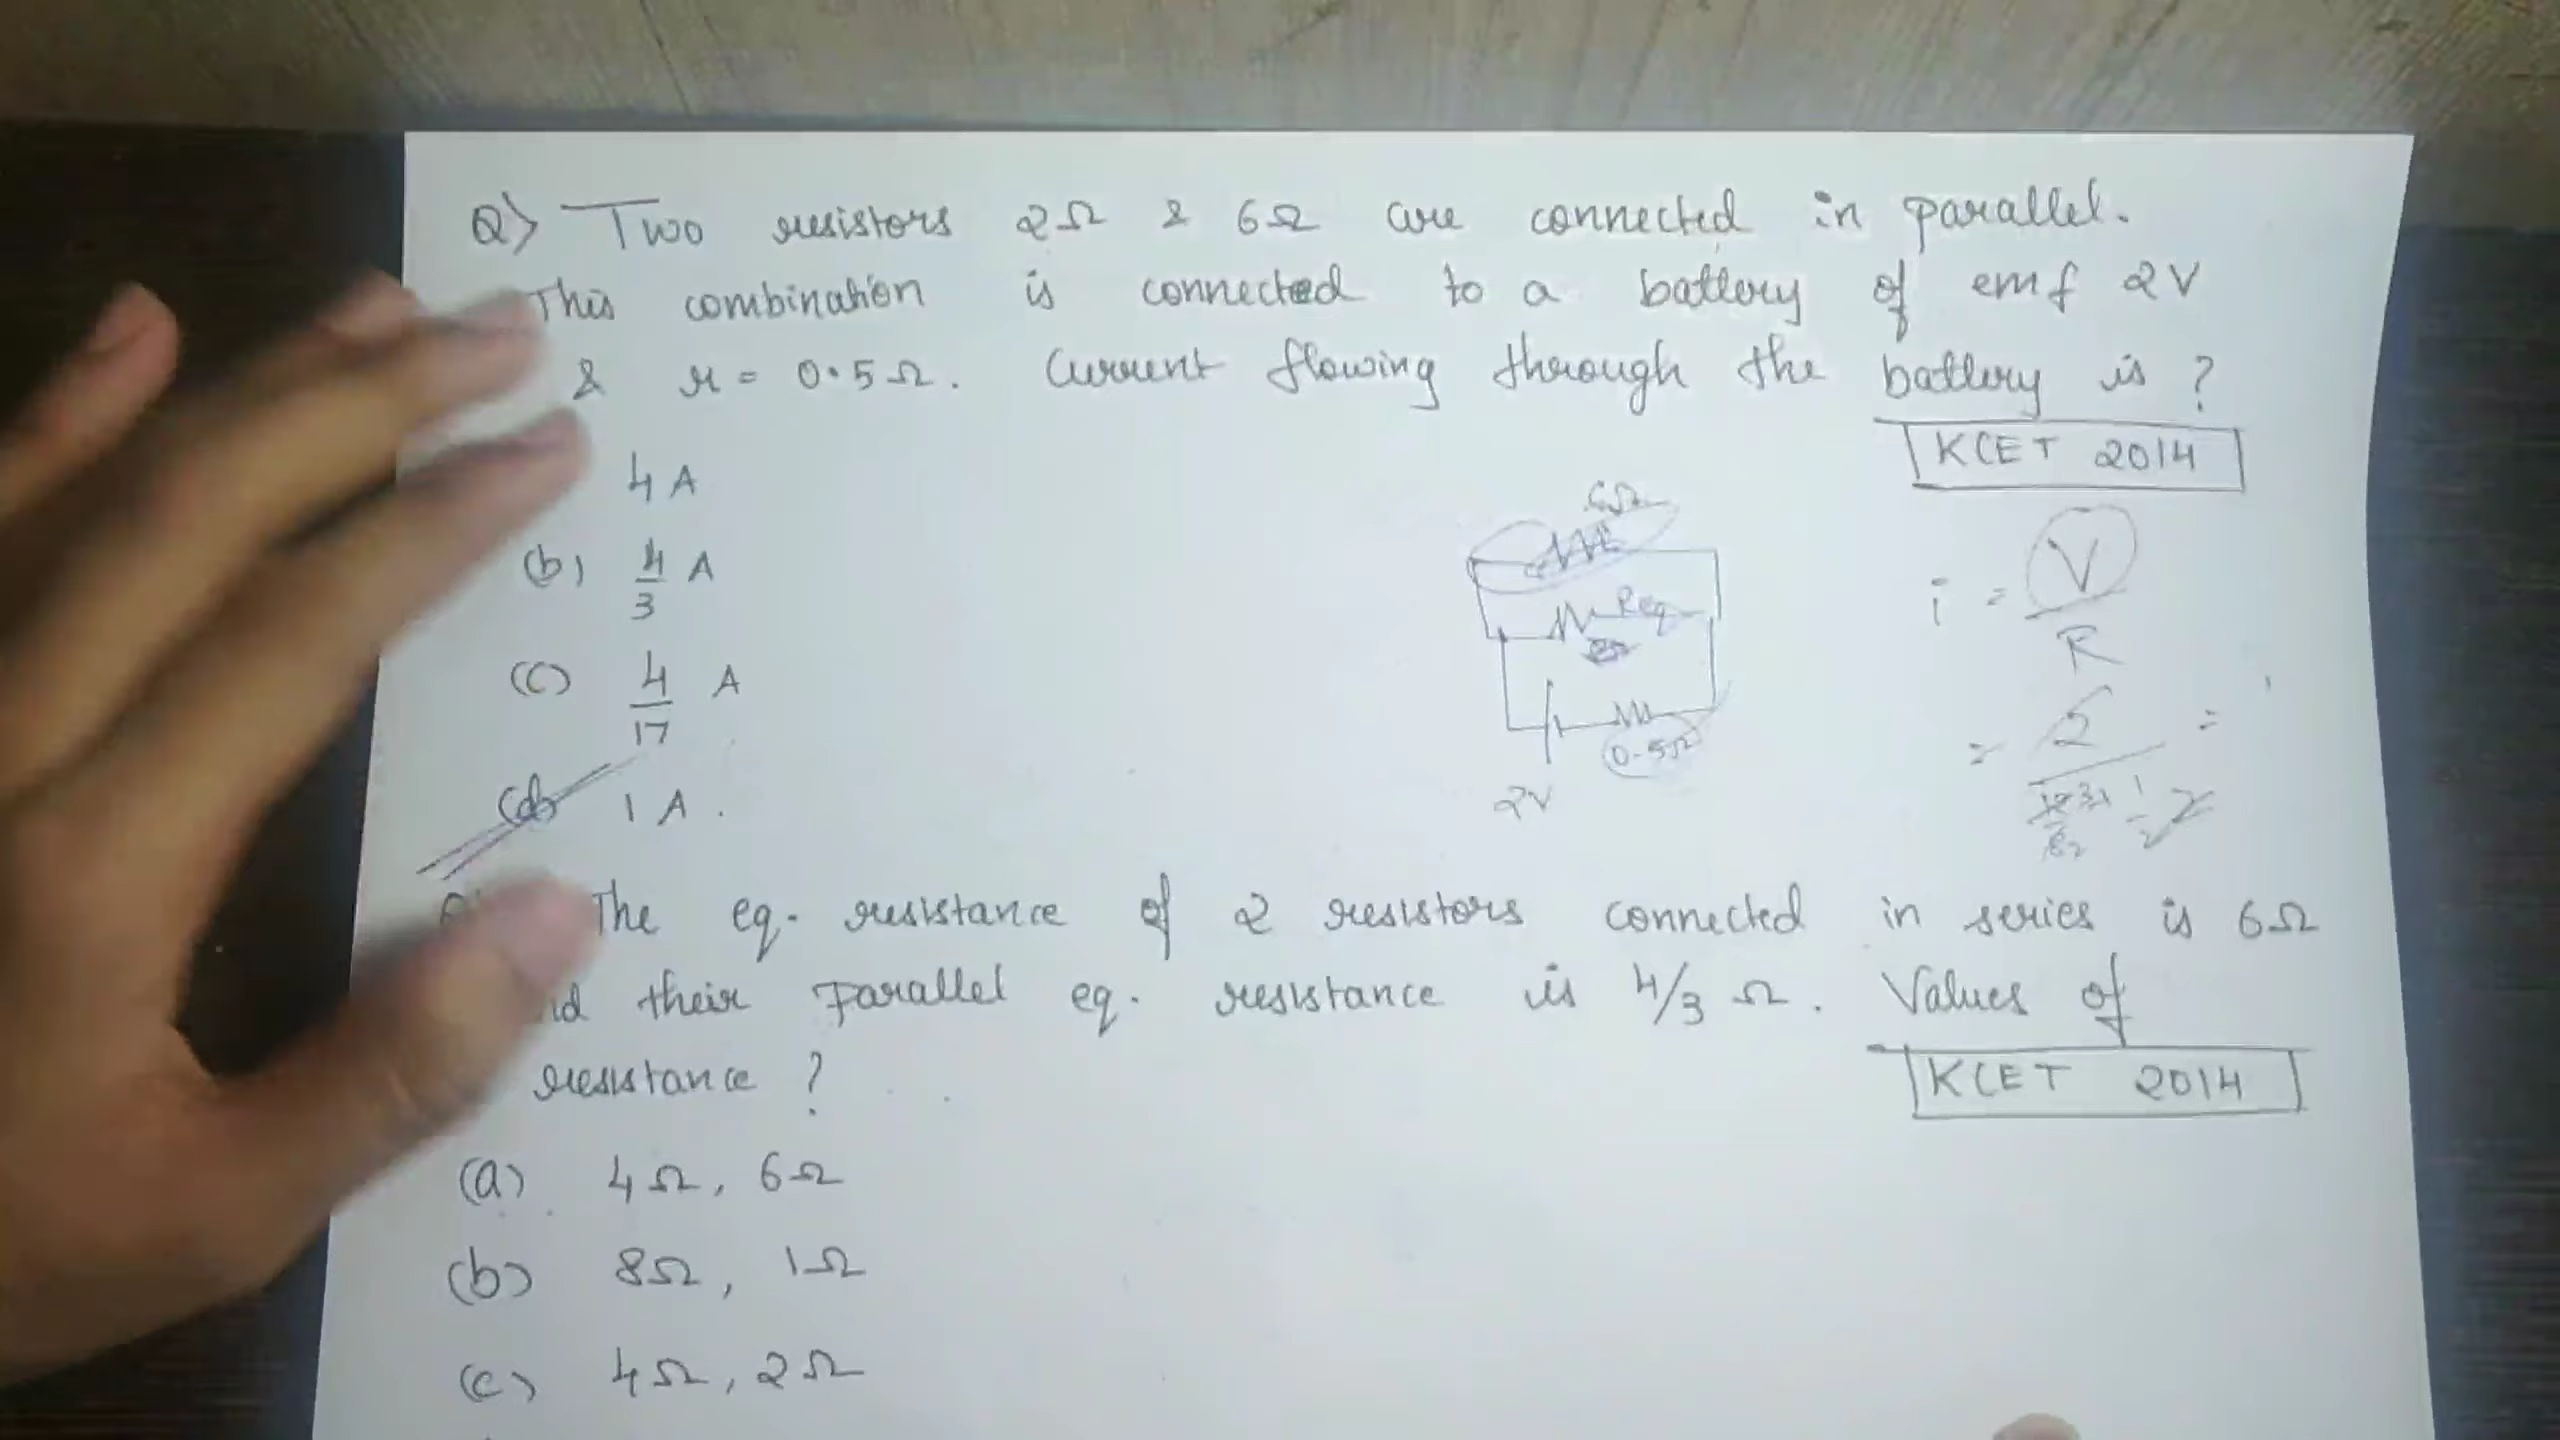 Q) Two resistors 2Ω & 6Ω are connected in parallel.
This combination is connected to a battery of emf 2V
& r = 0.5Ω. Current flowing through the battery is ?
KCET 2014
4 A
(b) 4/3 A
(c) 4/17 A
(d) 1 A.
6Ω
Req
0.5Ω
2V
i = V/R
= 2
=
The eq. resistance of 2 resistors connected in series is 6Ω
their parallel eq. resistance is 4/3 Ω. Values of
resistance ?
KCET 2014
(a) 4Ω, 6Ω
(b) 8Ω, 1Ω
(c) 4Ω, 2Ω